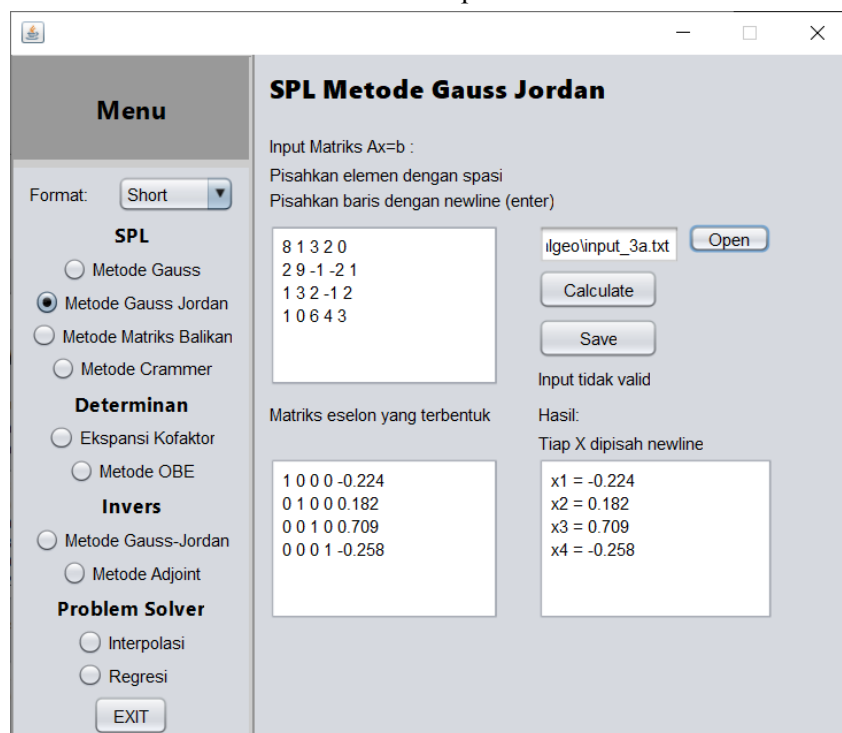 Menu
Format:
Short
SPL
Metode Gauss
Metode Gauss Jordan
Metode Matriks Balikan
Metode Crammer
Determinan
Ekspansi Kofaktor
Metode OBE
Invers
Metode Gauss-Jordan
Metode Adjoint
Problem Solver
Interpolasi
Regresi
EXIT
SPL Metode Gauss Jordan
Input Matriks Ax=b :
Pisahkan elemen dengan spasi
Pisahkan baris dengan newline (enter)
8 1 3 2 0
2 9 -1 -2 1
1 3 2 -1 2
1 0 6 4 3
ılgeo\input_3a.txt
Open
Calculate
Save
Input tidak valid
Matriks eselon yang terbentuk
1 0 0 0 -0.224
0 1 0 0 0.182
0 0 1 0 0.709
0 0 0 1 -0.258
Hasil:
Tiap X dipisah newline
x1 = -0.224
x2 = 0.182
x3 = 0.709
x4 = -0.258